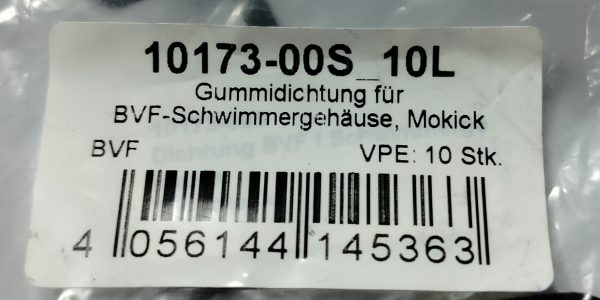 10173-00S_10L
Gummidichtung für
BVF-Schwimmergehäuse, Mokick
BVF VPE: 10 Stk.
4 056144 145363